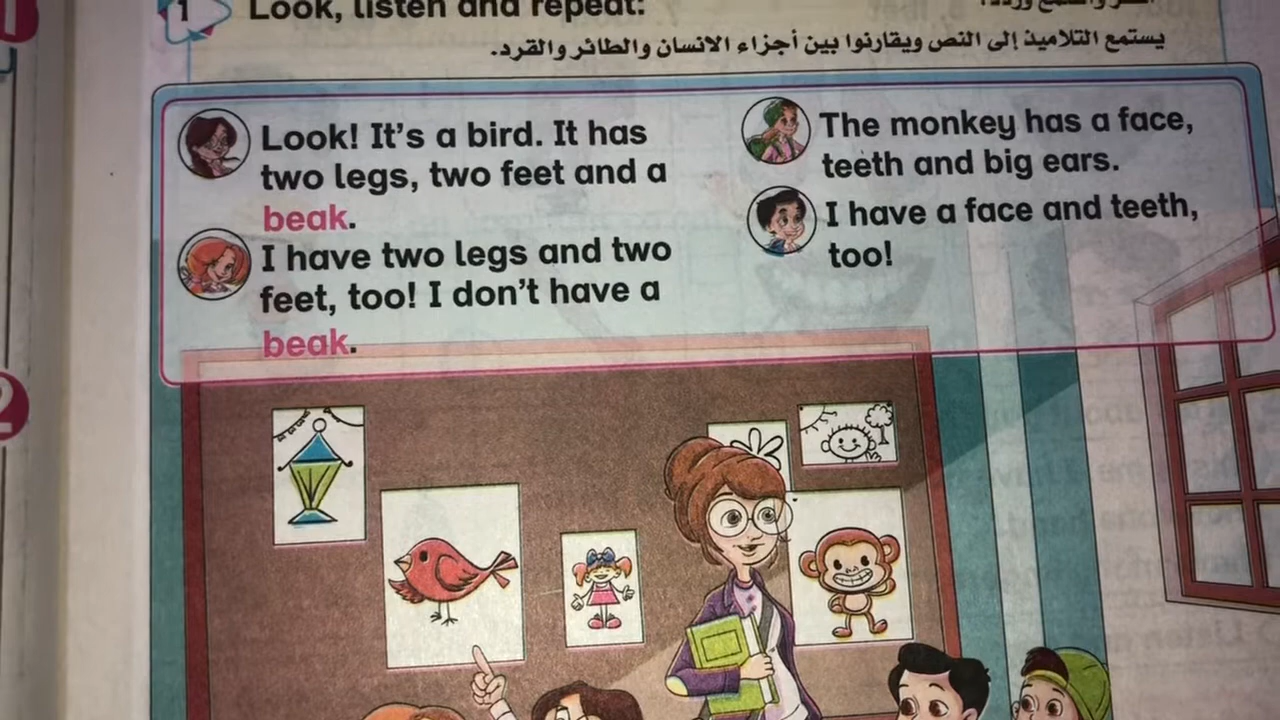 1 Look, listen and repeat:
يستمع التلاميذ إلى النص ويقارنوا بين أجزاء الانسان والطائر والقرد.
Look! It's a bird. It has
two legs, two feet and a
beak.
I have two legs and two
feet, too! I don't have a
beak.
The monkey has a face,
teeth and big ears.
I have a face and teeth,
too!
2